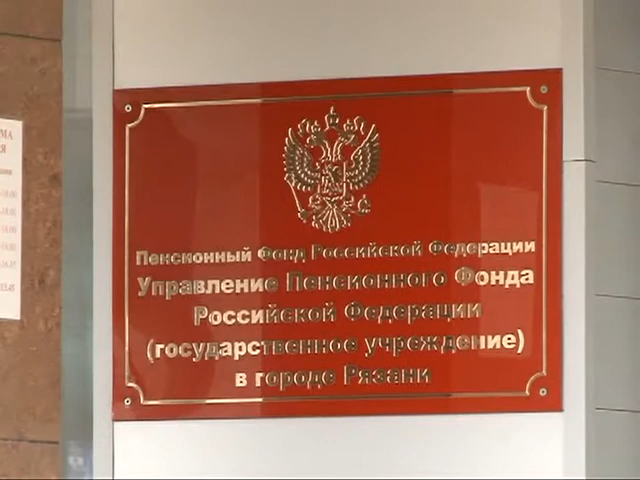 Пенсионный Фонд Российской Федерации
Управление Пенсионного Фонда
Российской Федерации
(государственное учреждение)
в городе Рязани